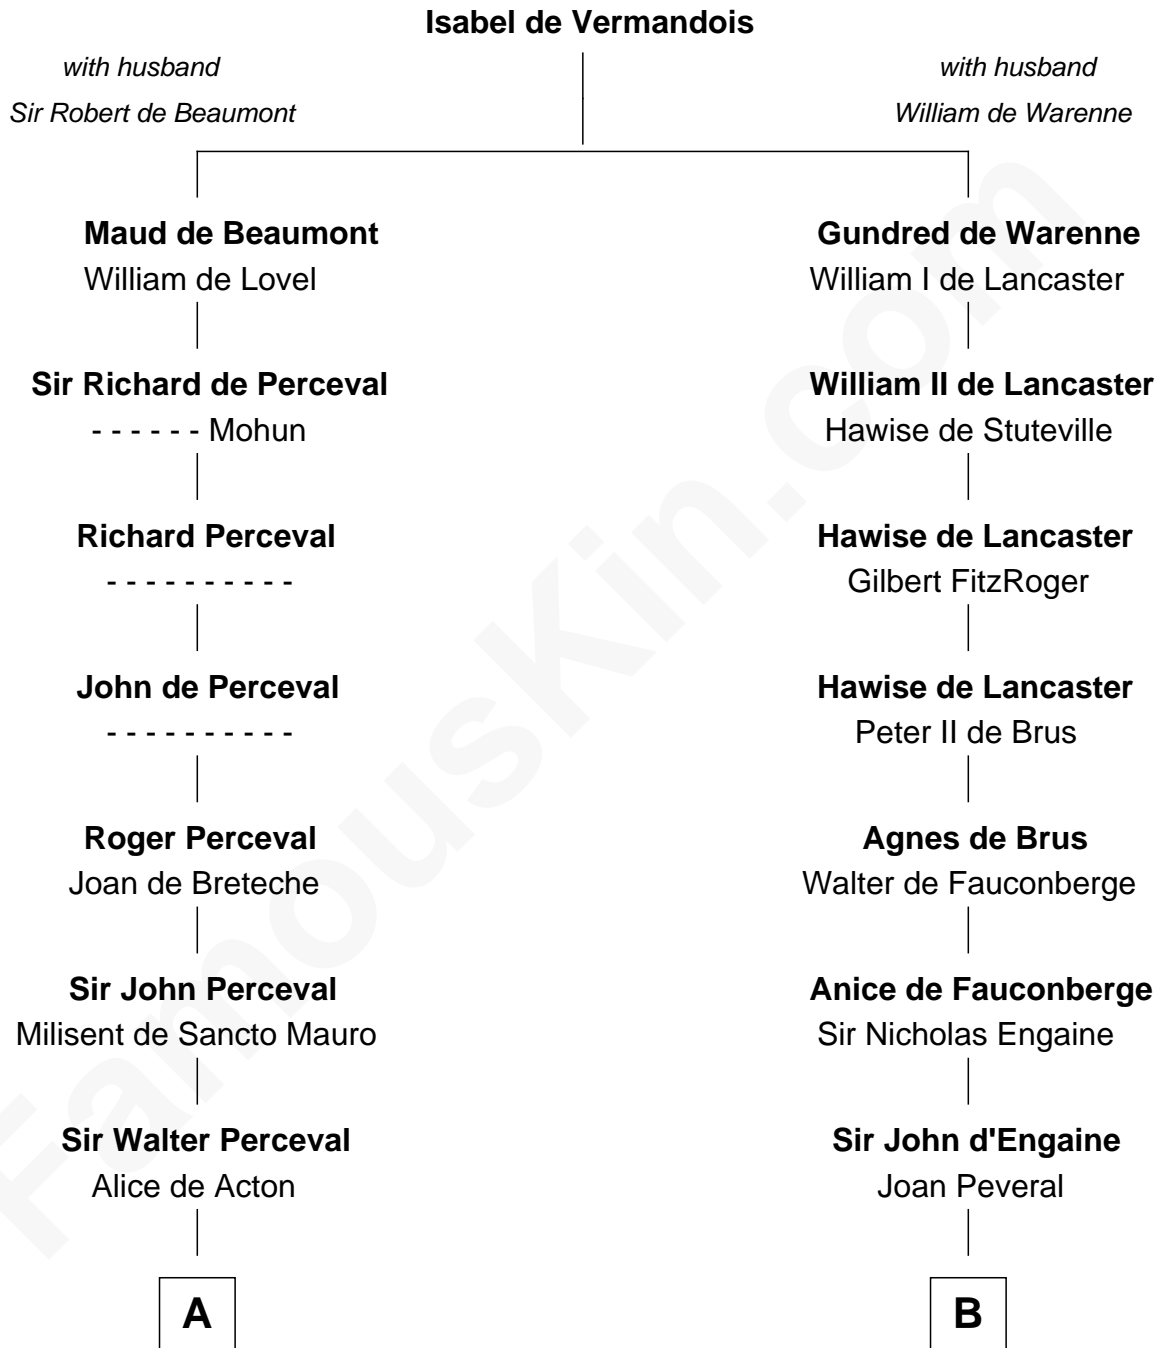 Isabel de Vermandois
with husband
Sir Robert de Beaumont
with husband
William de Warenne
Maud de Beaumont
William de Lovel
Gundred de Warenne
William I de Lancaster
Sir Richard de Perceval
- - - - - - Mohun
William II de Lancaster
Hawise de Stuteville
Richard Perceval
- - - - - - - - - -
Hawise de Lancaster
Gilbert FitzRoger
John de Perceval
- - - - - - - - - -
Hawise de Lancaster
Peter II de Brus
Roger Perceval
Joan de Breteche
Agnes de Brus
Walter de Fauconberge
Sir John Perceval
Milisent de Sancto Mauro
Anice de Fauconberge
Sir Nicholas Engaine
Sir Walter Perceval
Alice de Acton
Sir John d'Engaine
Joan Peveral
A
B
FamousKin.com